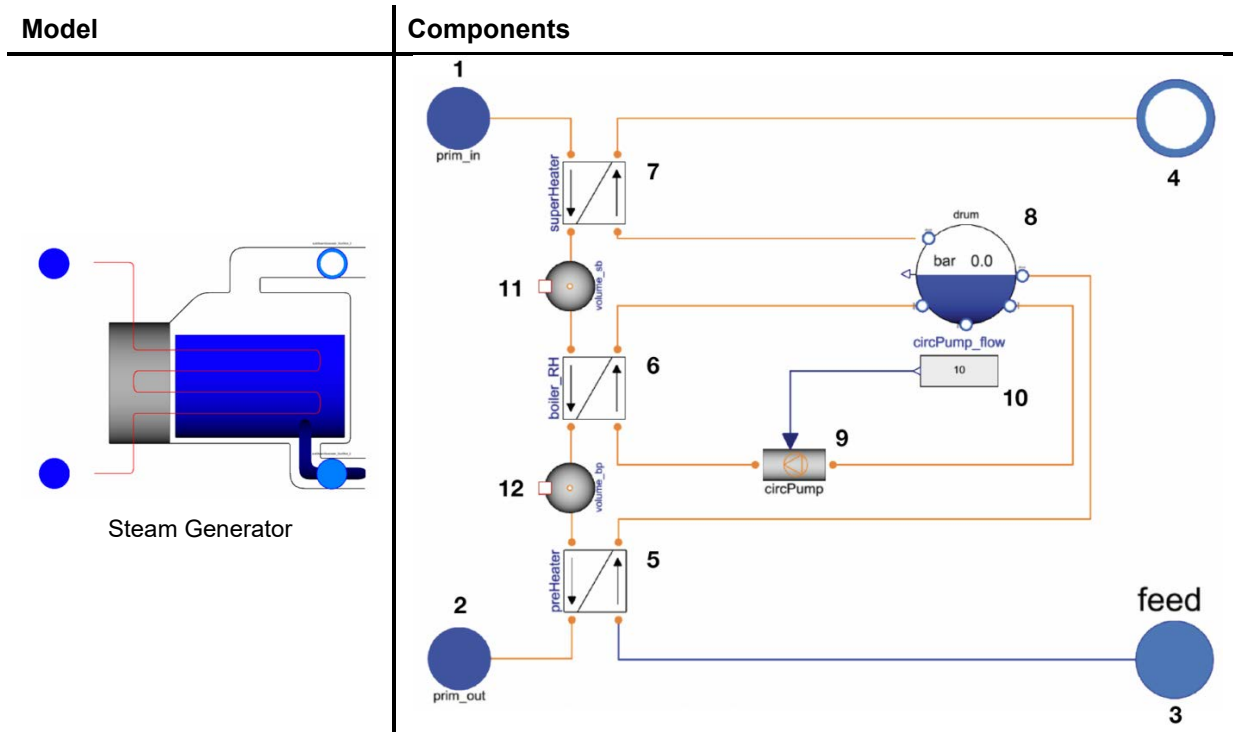 Model
Components
1
prim_in
superHeater
7
4
drum
8
bar 0.0
11
volume_sb
circPump_flow
boiler_RH
6
10
10
9
circPump
12
volume_bp
preHeater
5
Steam Generator
2
feed
prim_out
3